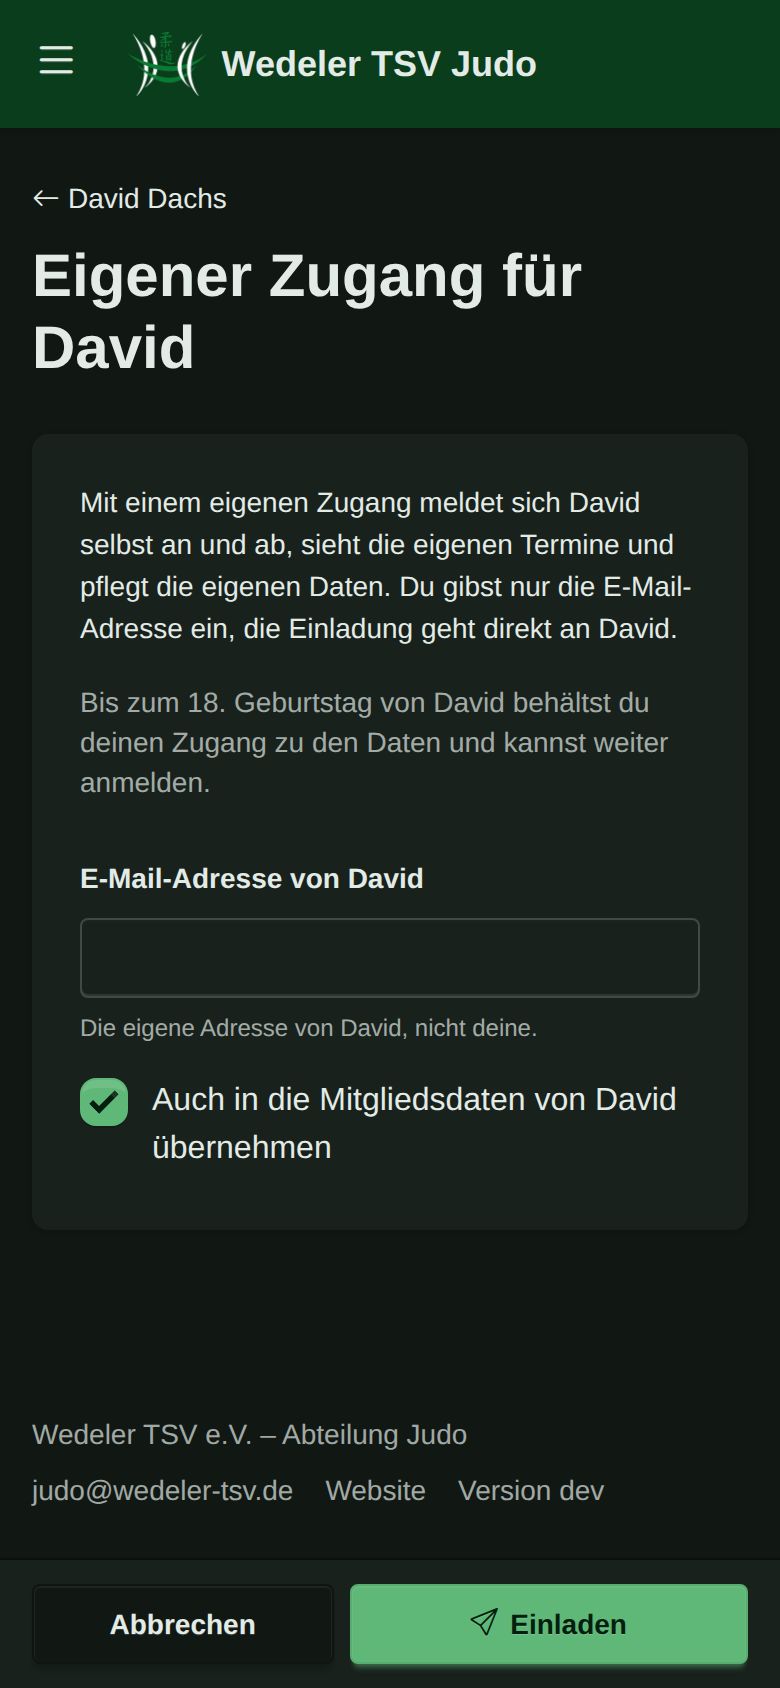 柔道
Wedeler TSV Judo
← David Dachs
Eigener Zugang für
David
Mit einem eigenen Zugang meldet sich David
selbst an und ab, sieht die eigenen Termine und
pflegt die eigenen Daten. Du gibst nur die E-Mail-
Adresse ein, die Einladung geht direkt an David.
Bis zum 18. Geburtstag von David behältst du
deinen Zugang zu den Daten und kannst weiter
anmelden.
E-Mail-Adresse von David
Die eigene Adresse von David, nicht deine.
Auch in die Mitgliedsdaten von David
übernehmen
Wedeler TSV e.V. – Abteilung Judo
judo@wedeler-tsv.de Website Version dev
Abbrechen Einladen